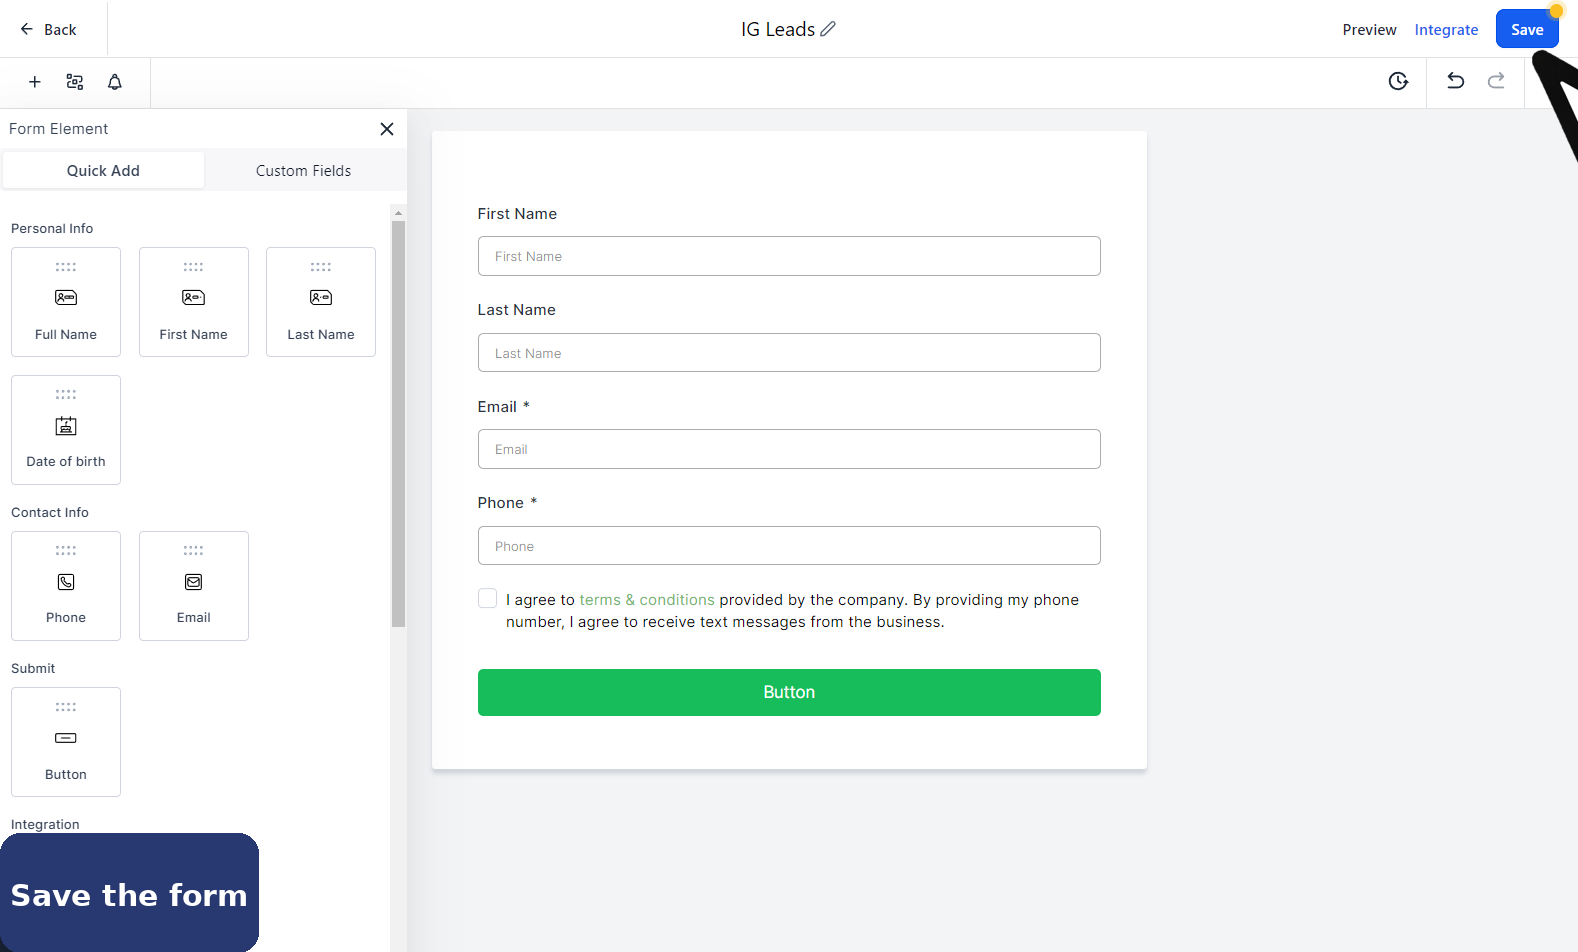 Back
IG Leads
Preview
Integrate
Save
Form Element
Quick Add
Custom Fields
Personal Info
Full Name
First Name
Last Name
Date of birth
Contact Info
Phone
Email
Submit
Button
Integration
Save the form
First Name
First Name
Last Name
Last Name
Email *
Email
Phone *
Phone
I agree to terms & conditions provided by the company. By providing my phone
number, I agree to receive text messages from the business.
Button